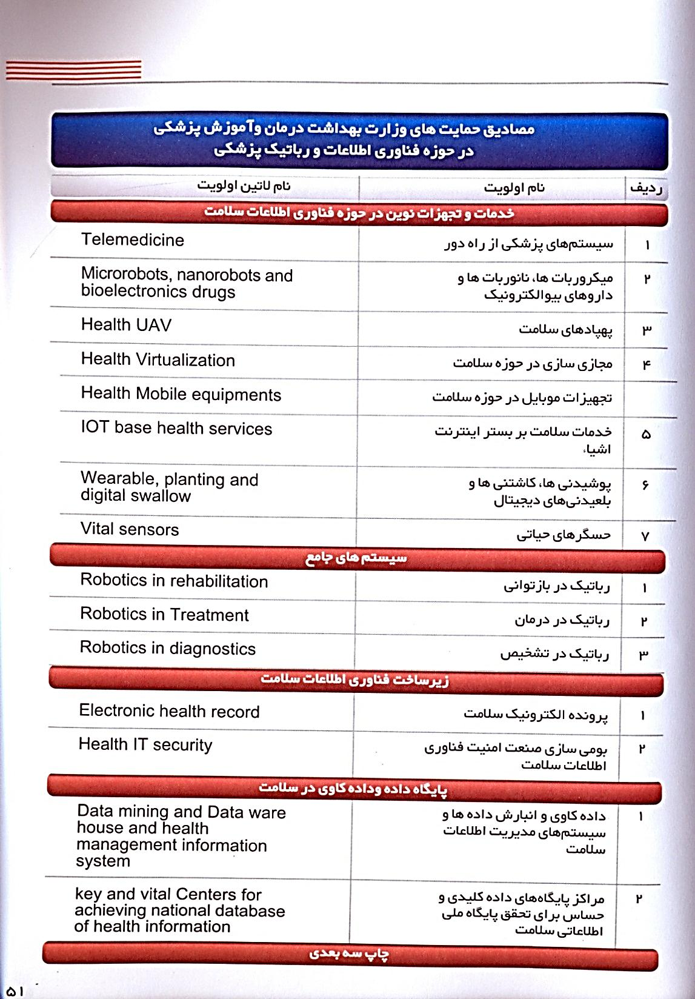 مصادیق حمایت های وزارت بهداشت درمان وآموزش پزشکی
در حوزه فناوری اطلاعات و رباتیک پزشکی
ردیف	نام اولویت	نام لاتین اولویت
خدمات و تجهزات نوین در حوزه فناوری اطلاعات سلامت
۱	سیستم‌های پزشکی از راه دور	Telemedicine
۲	میکروربات ها، نانوربات ها و	Microrobots, nanorobots and
داروهای بیوالکترونیک	bioelectronics drugs
۳	پهپادهای سلامت	Health UAV
۴	مجازی سازی در حوزه سلامت	Health Virtualization
تجهیزات موبایل در حوزه سلامت	Health Mobile equipments
۵	خدمات سلامت بر بستر اینترنت	IOT base health services
اشیاء
۶	پوشیدنی ها، کاشتنی ها و	Wearable, planting and
بلعیدنی‌های دیجیتال	digital swallow
۷	حسگرهای حیاتی	Vital sensors
سیستم های جامع
۱	رباتیک در بازتوانی	Robotics in rehabilitation
۲	رباتیک در درمان	Robotics in Treatment
۳	رباتیک در تشخیص	Robotics in diagnostics
زیرساخت فناوری اطلاعات سلامت
۱	پرونده الکترونیک سلامت	Electronic health record
۲	بومی سازی صنعت امنیت فناوری	Health IT security
اطلاعات سلامت
پایگاه داده وداده کاوی در سلامت
۱	داده کاوی و انبارش داده ها و	Data mining and Data ware
سیستم‌های مدیریت اطلاعات	house and health
سلامت	management information
system
۲	مراکز پایگاه‌های داده کلیدی و	key and vital Centers for
حساس برای تحقق پایگاه ملی	achieving national database
اطلاعاتی سلامت	of health information
چاپ سه بعدی
۵۱